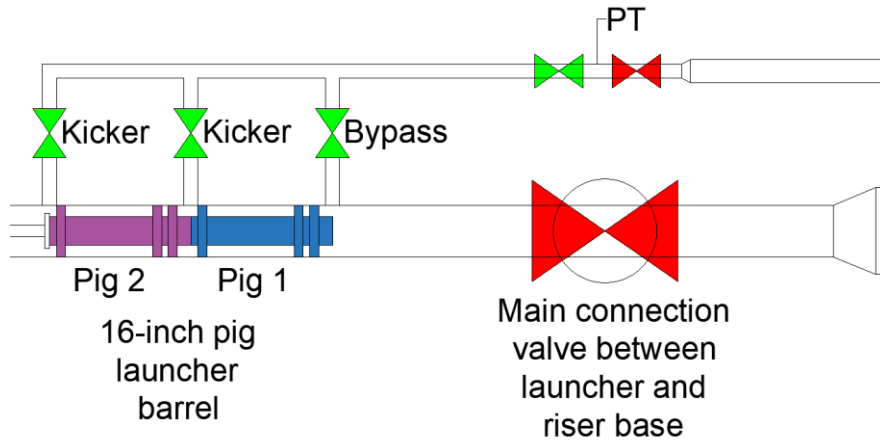 PT
Kicker
Kicker
Bypass
Pig 2
Pig 1
16-inch pig
launcher
barrel
Main connection
valve between
launcher and
riser base